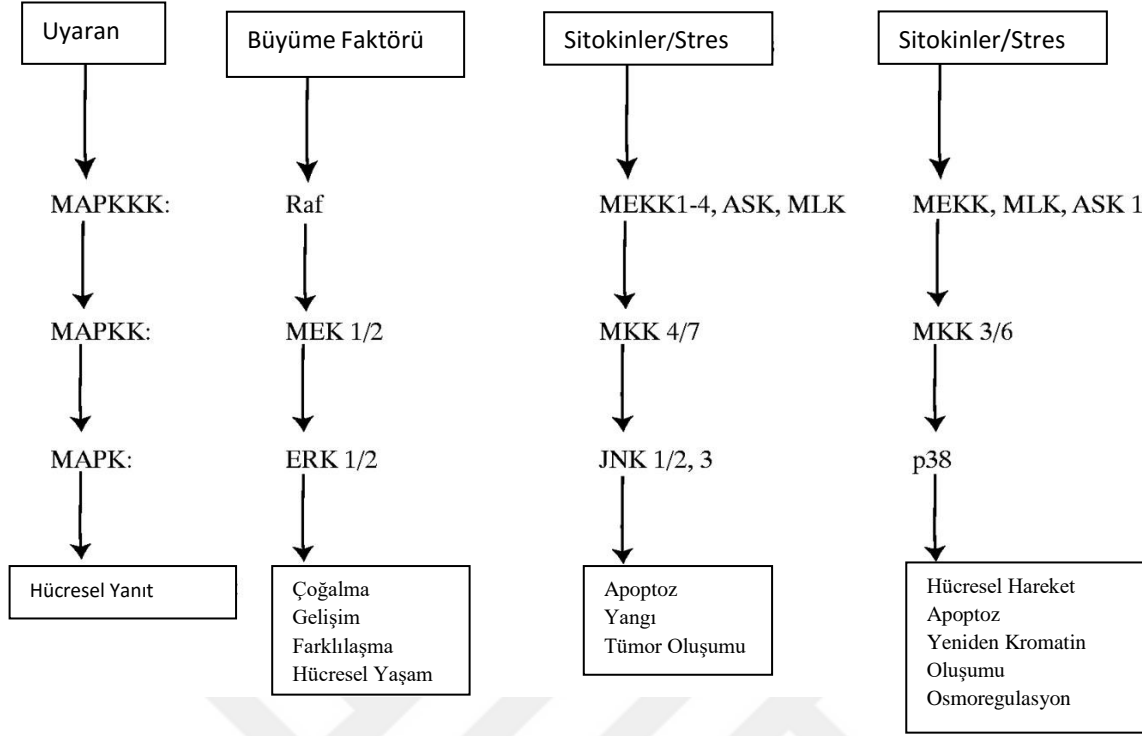 Uyaran
Büyüme Faktörü
Sitokinler/Stres
Sitokinler/Stres
MAPKKK:
Raf
MEKK1-4, ASK, MLK
MEKK, MLK, ASK 1
MAPKK:
MEK 1/2
MKK 4/7
MKK 3/6
MAPK:
ERK 1/2
JNK 1/2, 3
p38
Hücresel Yanıt
Çoğalma
Gelişim
Farklılaşma
Hücresel Yaşam
Apoptoz
Yangı
Tümor Oluşumu
Hücresel Hareket
Apoptoz
Yeniden Kromatin
Oluşumu
Osmoregulasyon